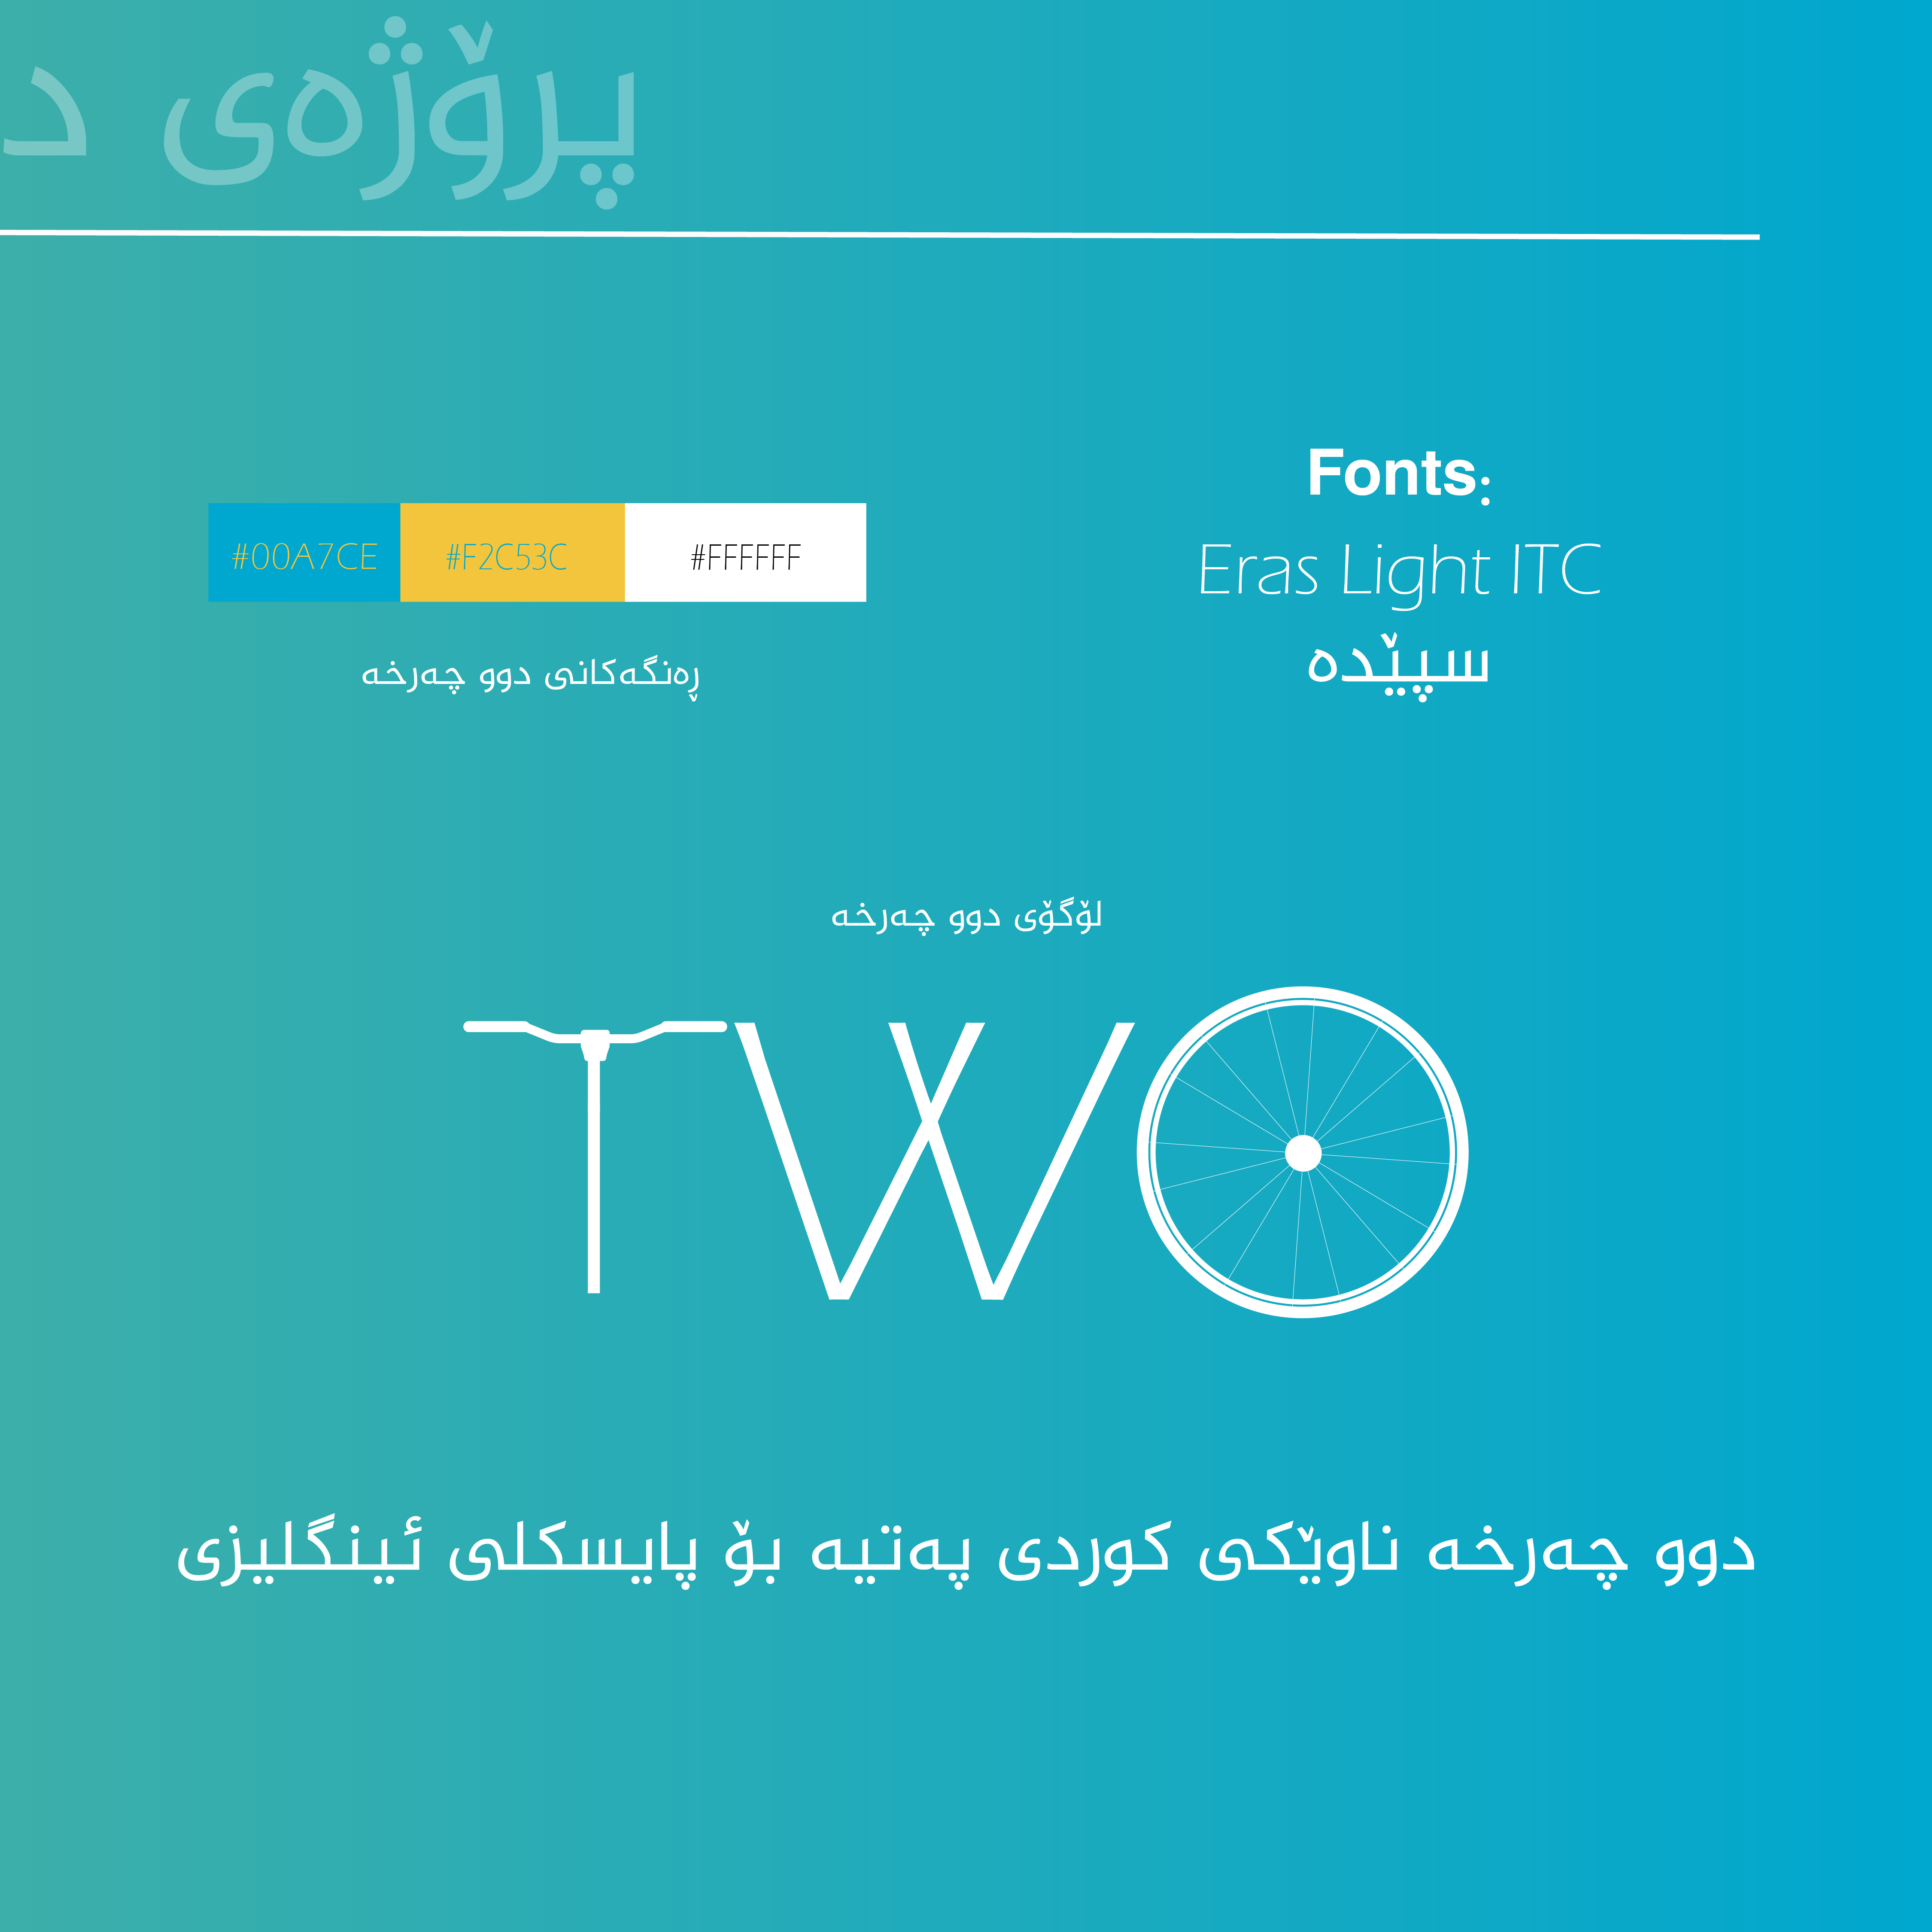 پرۆژەی د
Fonts:
Eras Light ITC
سپێدە
#00A7CE #F2C53C #FFFFFF
ڕەنگەکانی دوو چەرخە
لۆگۆی دوو چەرخە
TWO
دوو چەرخە ناوێکی کوردی پەتیە بۆ پایسکلی ئینگلیزی